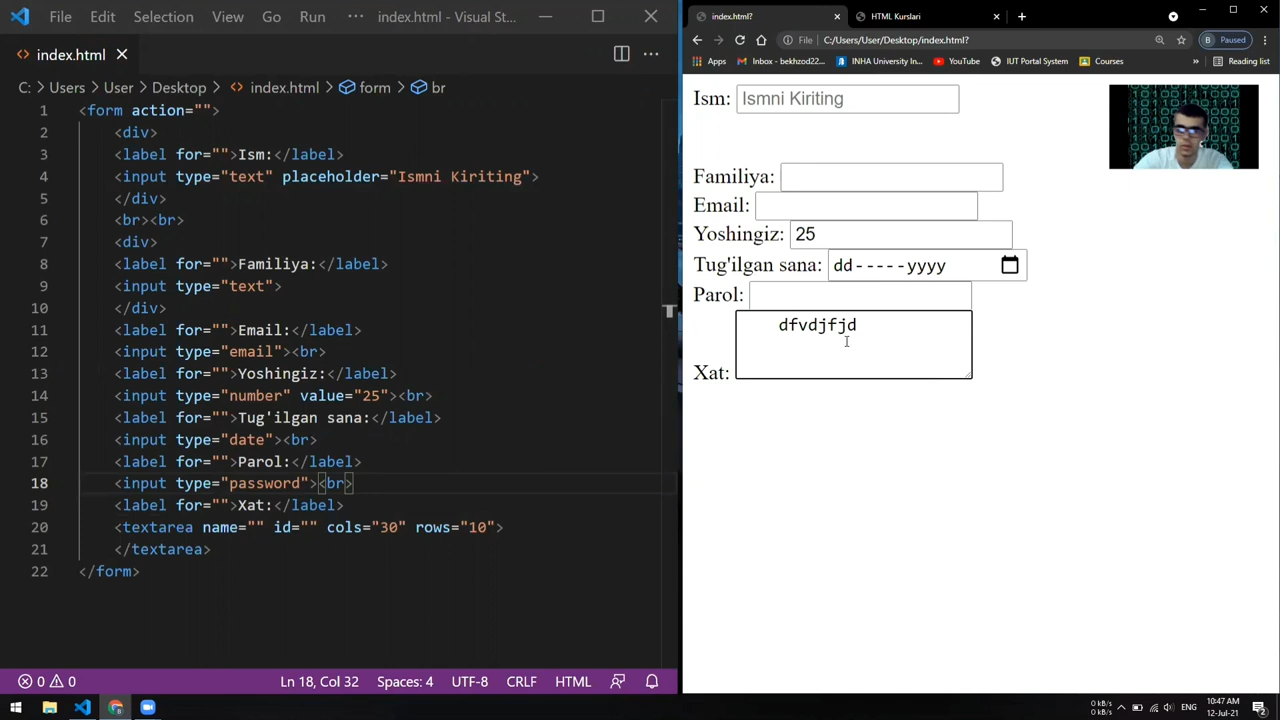 File Edit Selection View Go Run ··· index.html - Visual St...
index.html
C: > Users > User > Desktop > index.html > form > br
1 <form action="">
2 <div>
3 <label for="">Ism:</label>
4 <input type="text" placeholder="Ismni Kiriting">
5 </div>
6 <br><br>
7 <div>
8 <label for="">Familiya:</label>
9 <input type="text">
10 </div>
11 <label for="">Email:</label>
12 <input type="email"><br>
13 <label for="">Yoshingiz:</label>
14 <input type="number" value="25"><br>
15 <label for="">Tug'ilgan sana:</label>
16 <input type="date"><br>
17 <label for="">Parol:</label>
18 <input type="password"><br>
19 <label for="">Xat:</label>
20 <textarea name="" id="" cols="30" rows="10">
21 </textarea>
22 </form>
0 0 Ln 18, Col 32 Spaces: 4 UTF-8 CRLF HTML
index.html? HTML Kurslari
File C:/Users/User/Desktop/index.html? B Paused
Apps Inbox - bekhzod22... INHA University In... YouTube IUT Portal System Courses » Reading list
Ism: Ismni Kiriting
Familiya:
Email:
Yoshingiz: 25
Tug'ilgan sana: dd-----yyyy
Parol:
dfvdjfjd
Xat:
0 kB/s
0 kB/s
ENG
10:47 AM
12-Jul-21
2